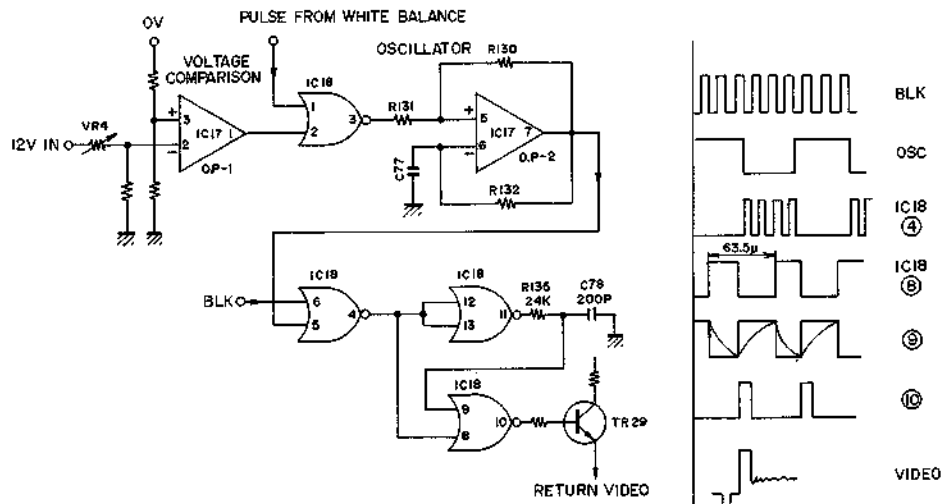 PULSE FROM WHITE BALANCE
0V
OSCILLATOR
R130
VOLTAGE
COMPARISON
IC18
BLK
1
R131
3
+
IC17 1
2
3
+
5
IC17 7
VR4
12V IN
2
-
6
-
O.P-1
O.P-2
OSC
C77
R132
IC18
④
63.5μ
IC18
IC18
R135
24K
C78
200P
IC18
⑧
BLK
6
5
4
12
13
11
⑨
IC18
9
8
10
TR29
⑩
RETURN VIDEO
VIDEO